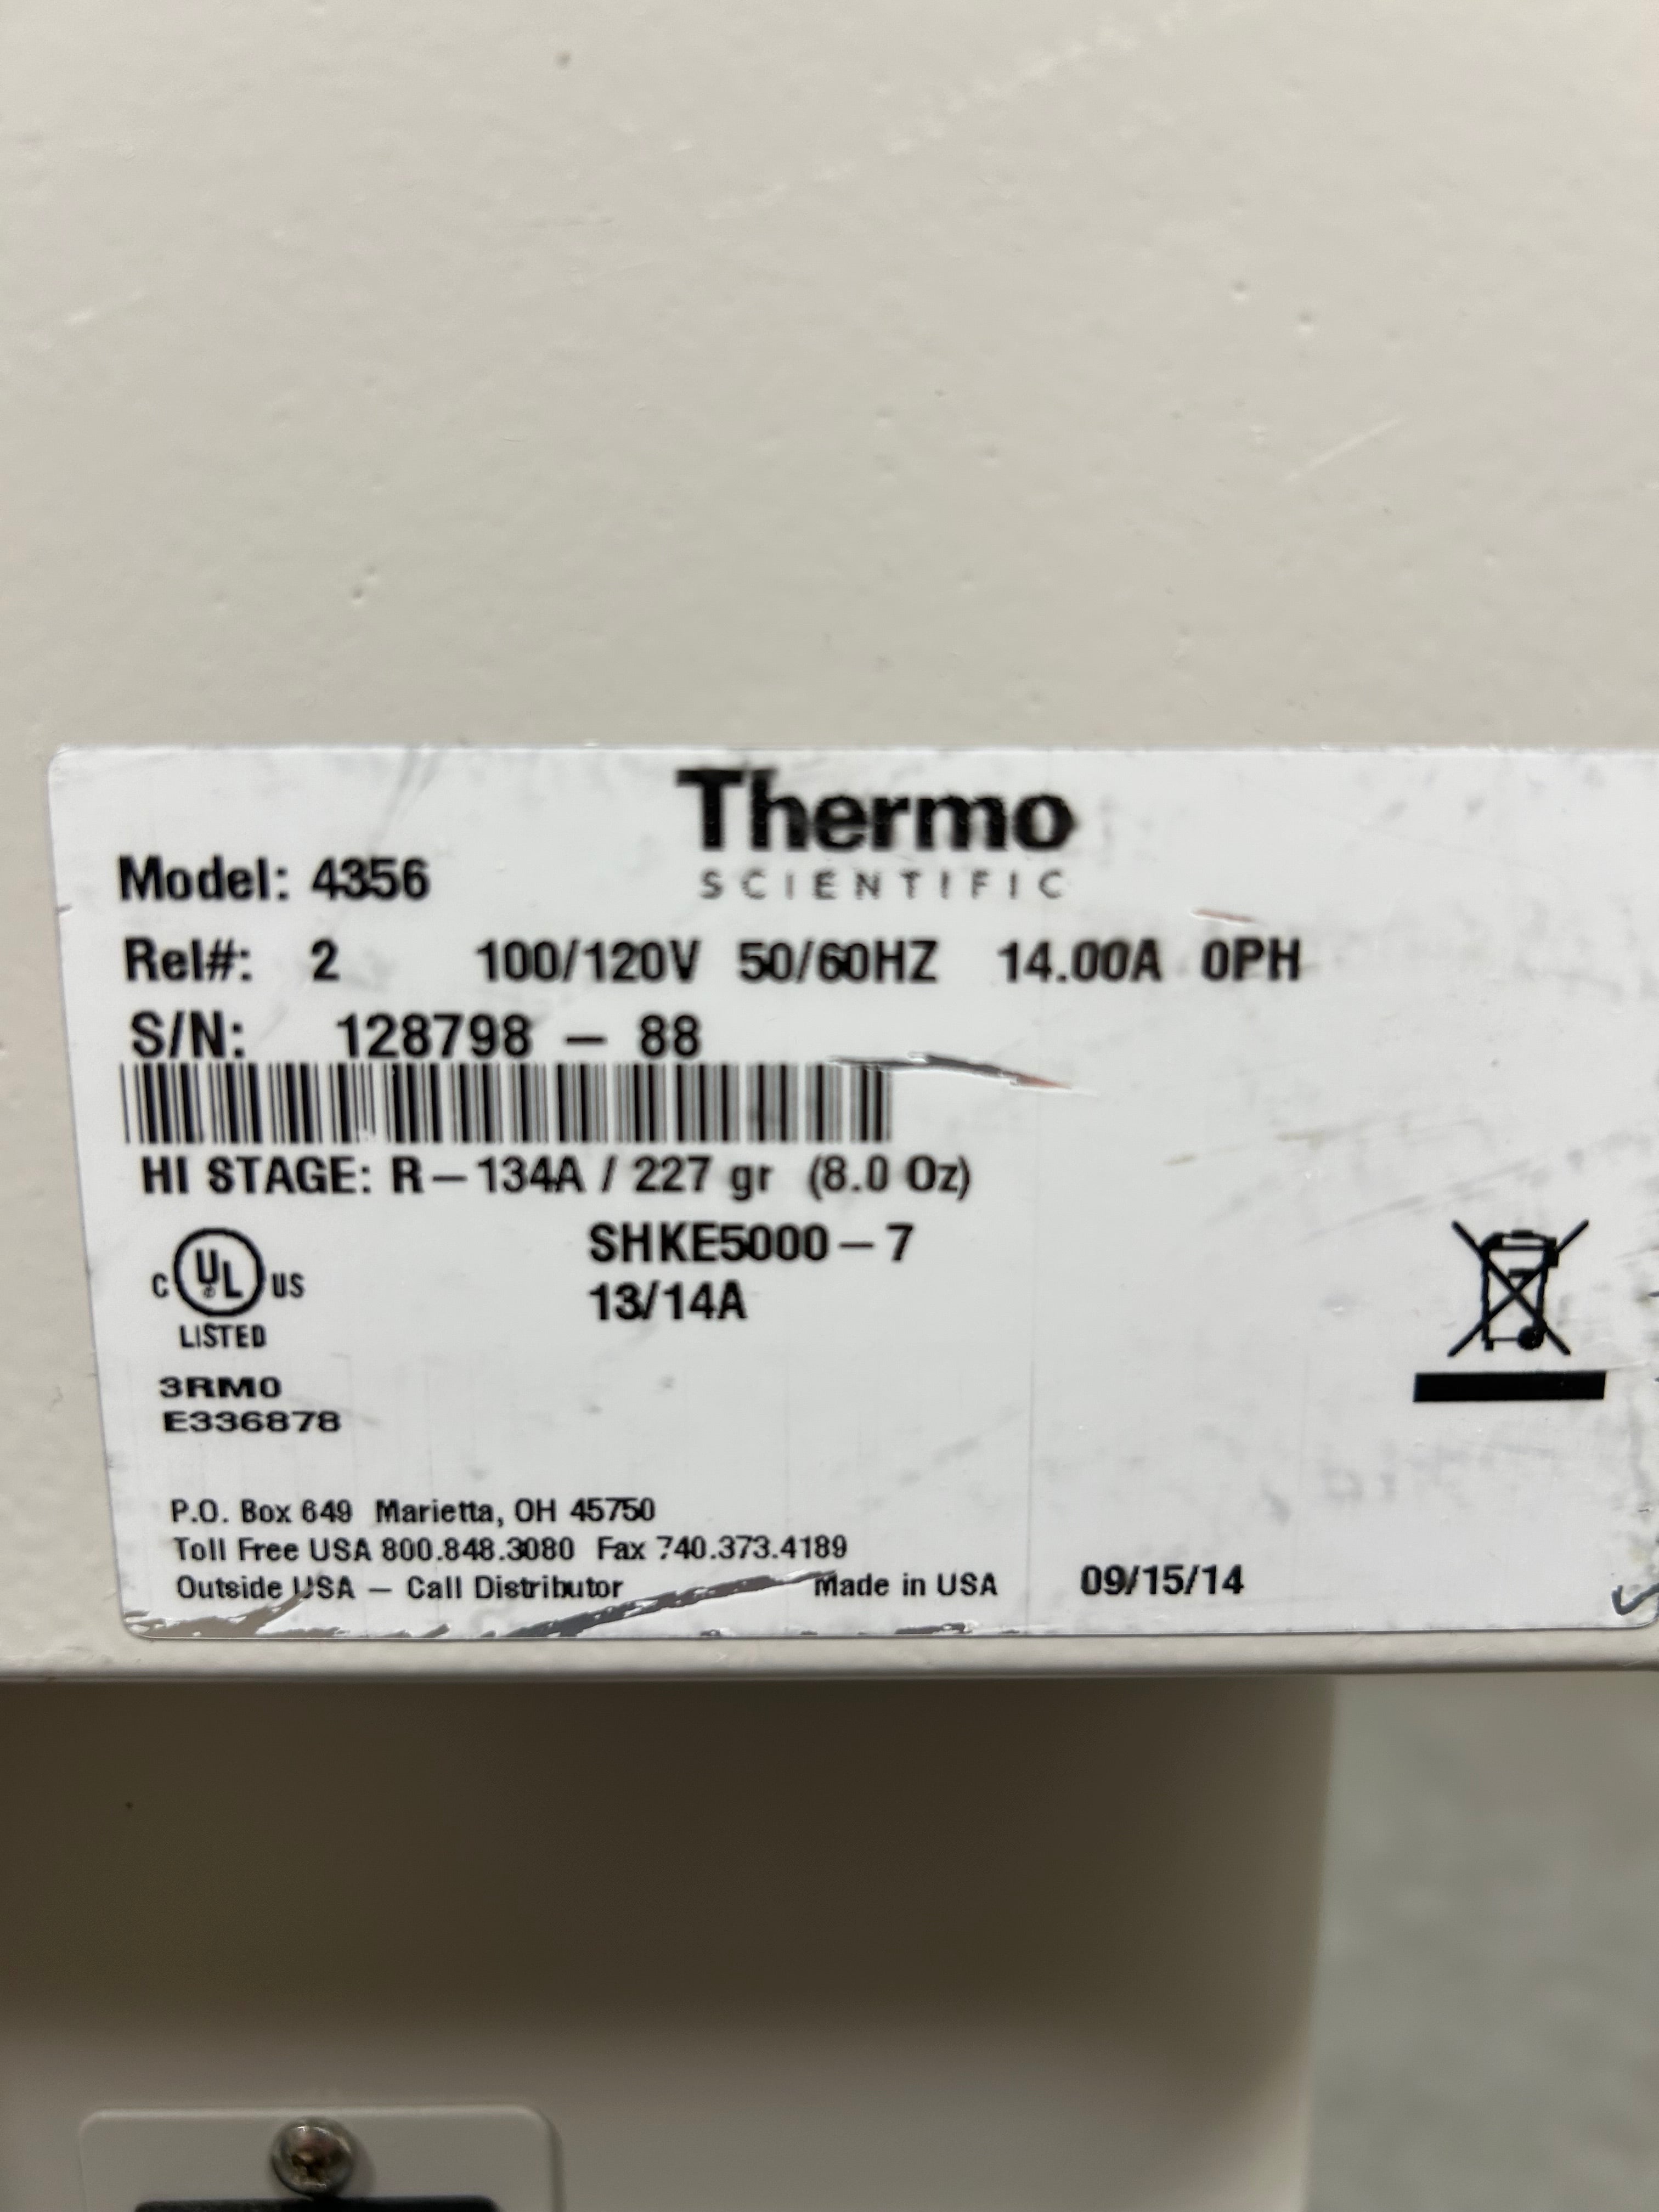 Thermo
SCIENTIFIC
Model: 4356
Rel#: 2 100/120V 50/60HZ 14.00A 0PH
S/N: 128798 – 88
HI STAGE: R–134A / 227 gr (8.0 Oz)
SHKE5000–7
13/14A
C UL US
LISTED
3RM0
E336878
P.O. Box 649 Marietta, OH 45750
Toll Free USA 800.848.3080 Fax 740.373.4189
Outside USA – Call Distributor Made in USA 09/15/14